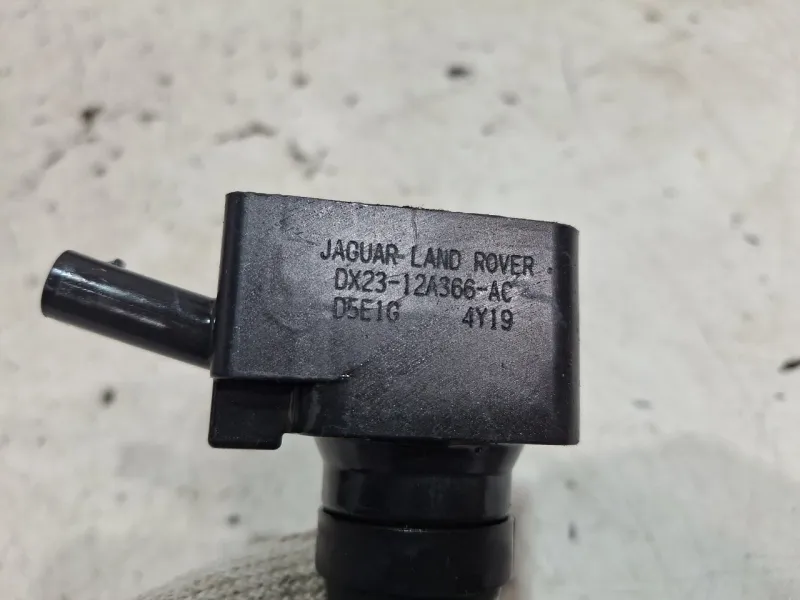 JAGUAR LAND ROVER
DX23-12A366-AC
D5E1G 4Y19